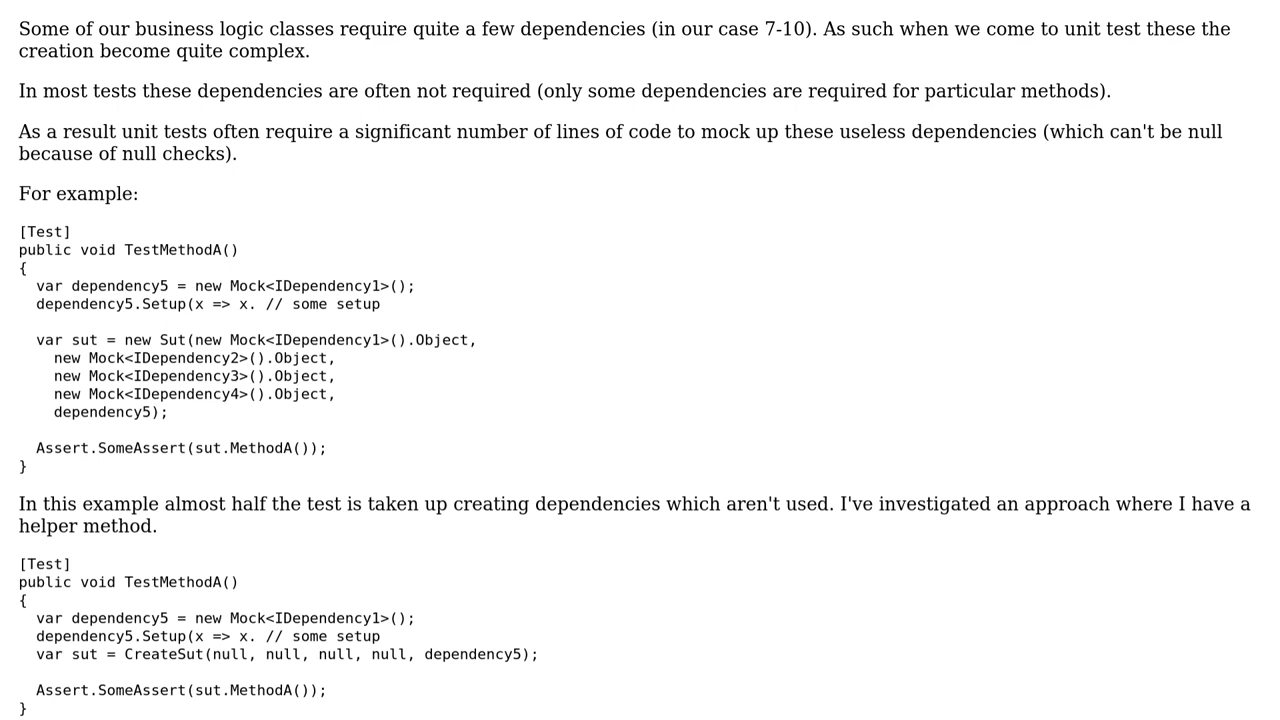 Some of our business logic classes require quite a few dependencies (in our case 7-10). As such when we come to unit test these the
creation become quite complex.
In most tests these dependencies are often not required (only some dependencies are required for particular methods).
As a result unit tests often require a significant number of lines of code to mock up these useless dependencies (which can't be null
because of null checks).
For example:
[Test]
public void TestMethodA()
{
  var dependency5 = new Mock<IDependency1>();
  dependency5.Setup(x => x. // some setup
  var sut = new Sut(new Mock<IDependency1>().Object,
    new Mock<IDependency2>().Object,
    new Mock<IDependency3>().Object,
    new Mock<IDependency4>().Object,
    dependency5);
  Assert.SomeAssert(sut.MethodA());
}
In this example almost half the test is taken up creating dependencies which aren't used. I've investigated an approach where I have a
helper method.
[Test]
public void TestMethodA()
{
  var dependency5 = new Mock<IDependency1>();
  dependency5.Setup(x => x. // some setup
  var sut = CreateSut(null, null, null, null, dependency5);
  Assert.SomeAssert(sut.MethodA());
}